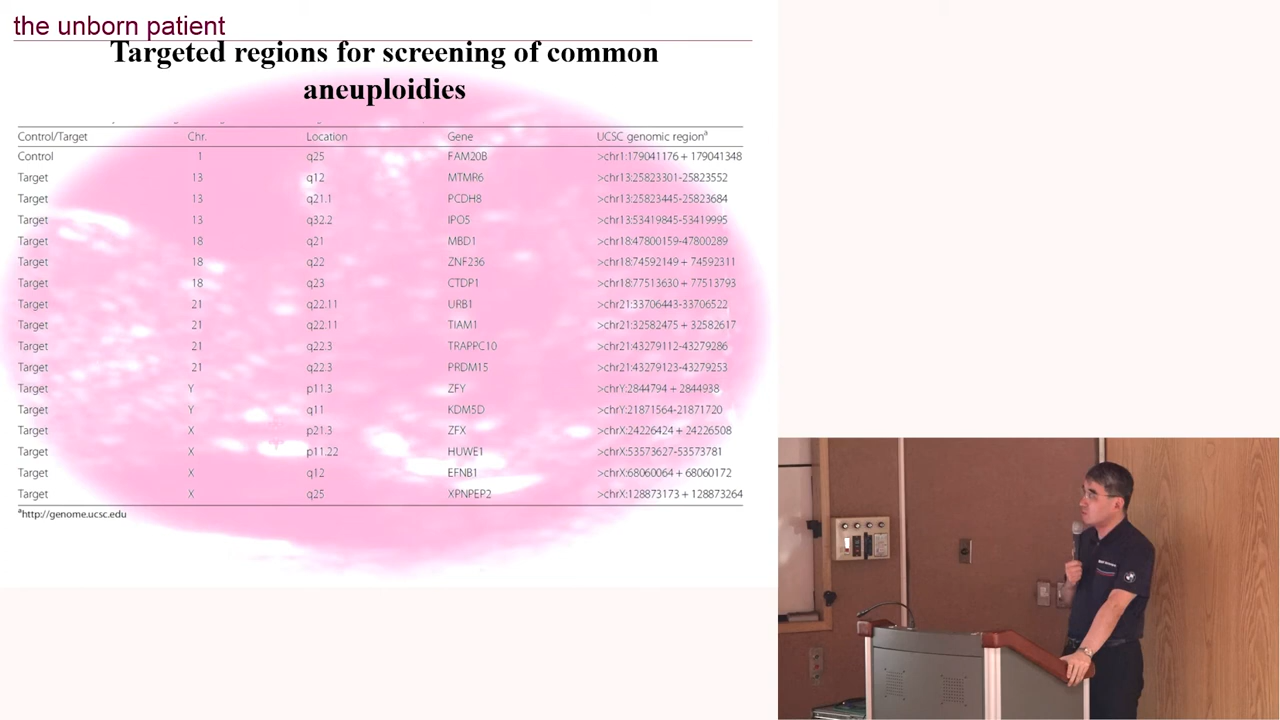 the unborn patient
Targeted regions for screening of common
aneuploidies
Control/Target Chr. Location Gene UCSC genomic regionᵃ
Control 1 q25 FAM20B >chr1:179041176 + 179041348
Target 13 q12 MTMR6 >chr13:25823301-25823552
Target 13 q21.1 PCDH8 >chr13:25823445-25823684
Target 13 q32.2 IPO5 >chr13:53419845-53419995
Target 18 q21 MBD1 >chr18:47800159-47800289
Target 18 q22 ZNF236 >chr18:74592149 + 74592311
Target 18 q23 CTDP1 >chr18:77513630 + 77513793
Target 21 q22.11 URB1 >chr21:33706443-33706522
Target 21 q22.11 TIAM1 >chr21:32582475 + 32582617
Target 21 q22.3 TRAPPC10 >chr21:43279112-43279286
Target 21 q22.3 PRDM15 >chr21:43279123-43279253
Target Y p11.3 ZFY >chrY:2844794 + 2844938
Target Y q11 KDM5D >chrY:21871564-21871720
Target X p21.3 ZFX >chrX:24226424 + 24226508
Target X p11.22 HUWE1 >chrX:53573627-53573781
Target X q12 EFNB1 >chrX:68060064 + 68060172
Target X q25 XPNPEP2 >chrX:128873173 + 128873264
ᵃhttp://genome.ucsc.edu